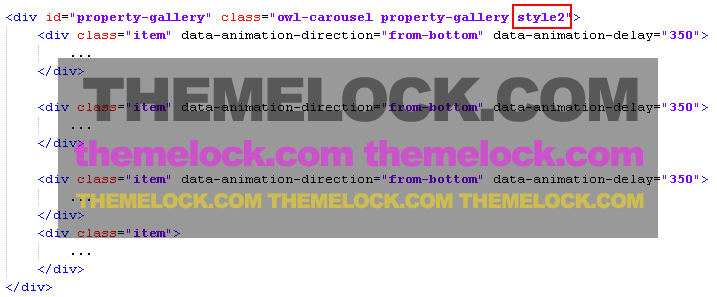 <div id="property-gallery" class="owl-carousel property-gallery style2">
<div class="item" data-animation-direction="from-bottom" data-animation-delay="350">
...
</div>
THEMELOCK.COM
<div class="item" data-animation-direction="from-bottom" data-animation-delay="350">
...
</div>
themelock.com themelock.com
<div class="item" data-animation-direction="from-bottom" data-animation-delay="350">
...
THEMELOCK.COM THEMELOCK.COM THEMELOCK.COM
</div>
<div class="item">
...
</div>
</div>